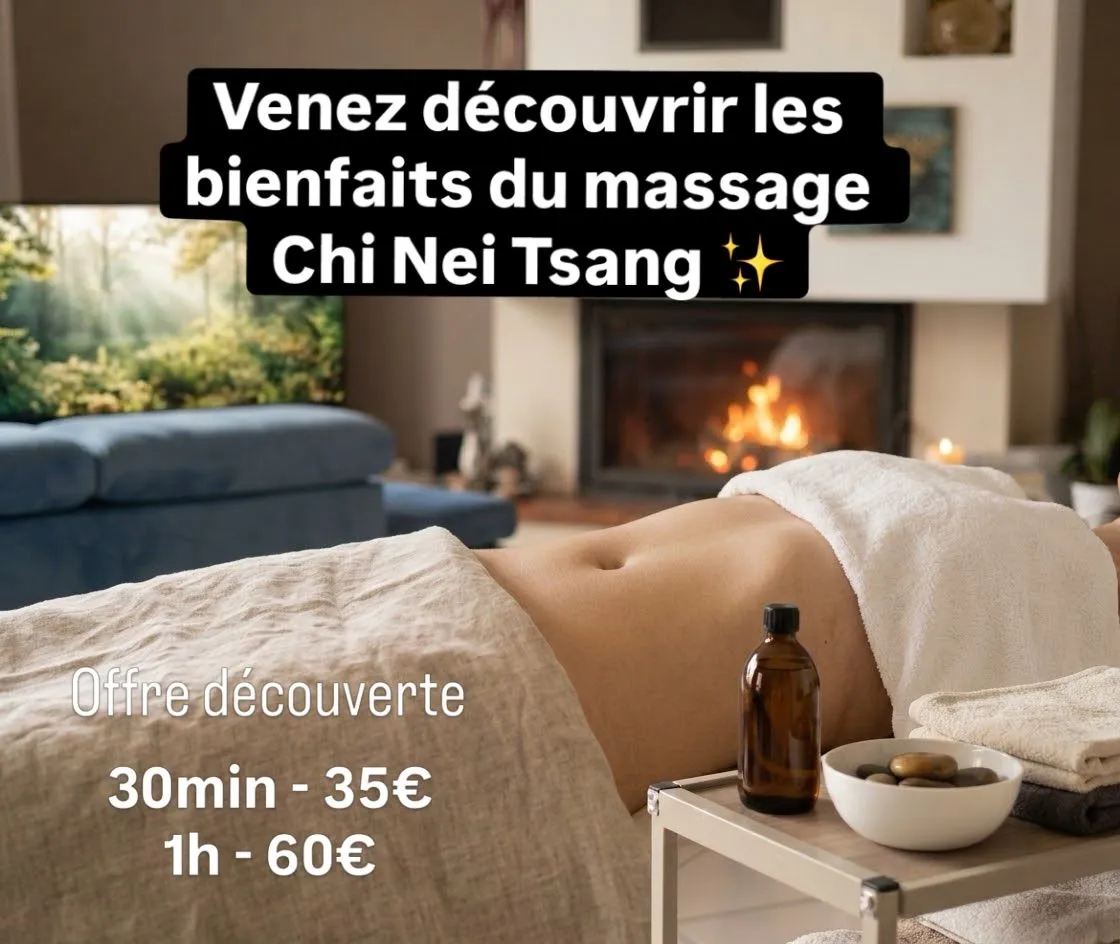 Venez découvrir les
bienfaits du massage
Chi Nei Tsang ✨
Offre découverte
30min - 35€
1h - 60€